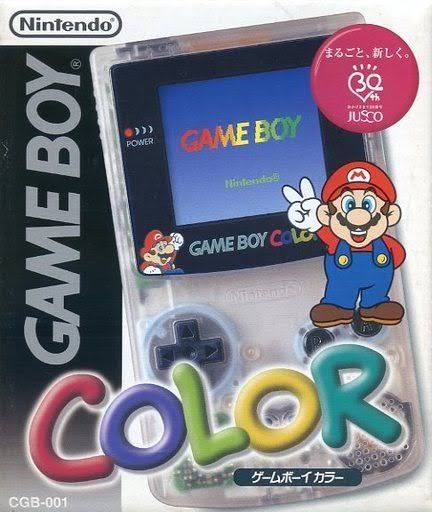 Nintendo®
GAME BOY®
まるごと、新しく。
30th
JUSCO
POWER
GAME BOY
Nintendo®
GAME BOY COLOR
Nintendo
A
COLOR
ゲームボーイカラー
CGB-001